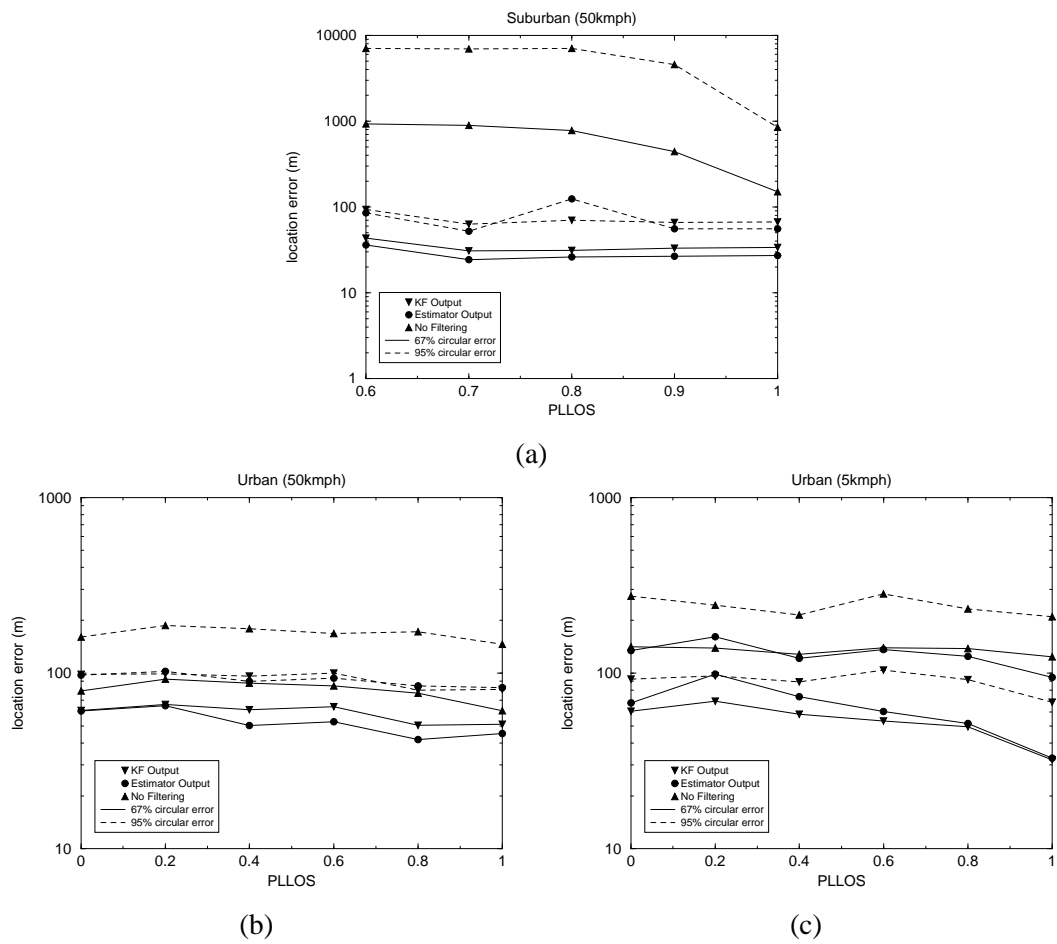 Suburban (50kmph)
10000
1000
100
10
1
location error (m)
KF Output
Estimator Output
No Filtering
67% circular error
95% circular error
0.6 0.7 0.8 0.9 1
PLLOS
(a)
Urban (50kmph)
1000
100
10
location error (m)
KF Output
Estimator Output
No Filtering
67% circular error
95% circular error
0 0.2 0.4 0.6 0.8 1
PLLOS
(b)
Urban (5kmph)
1000
100
10
location error (m)
KF Output
Estimator Output
No Filtering
67% circular error
95% circular error
0 0.2 0.4 0.6 0.8 1
PLLOS
(c)